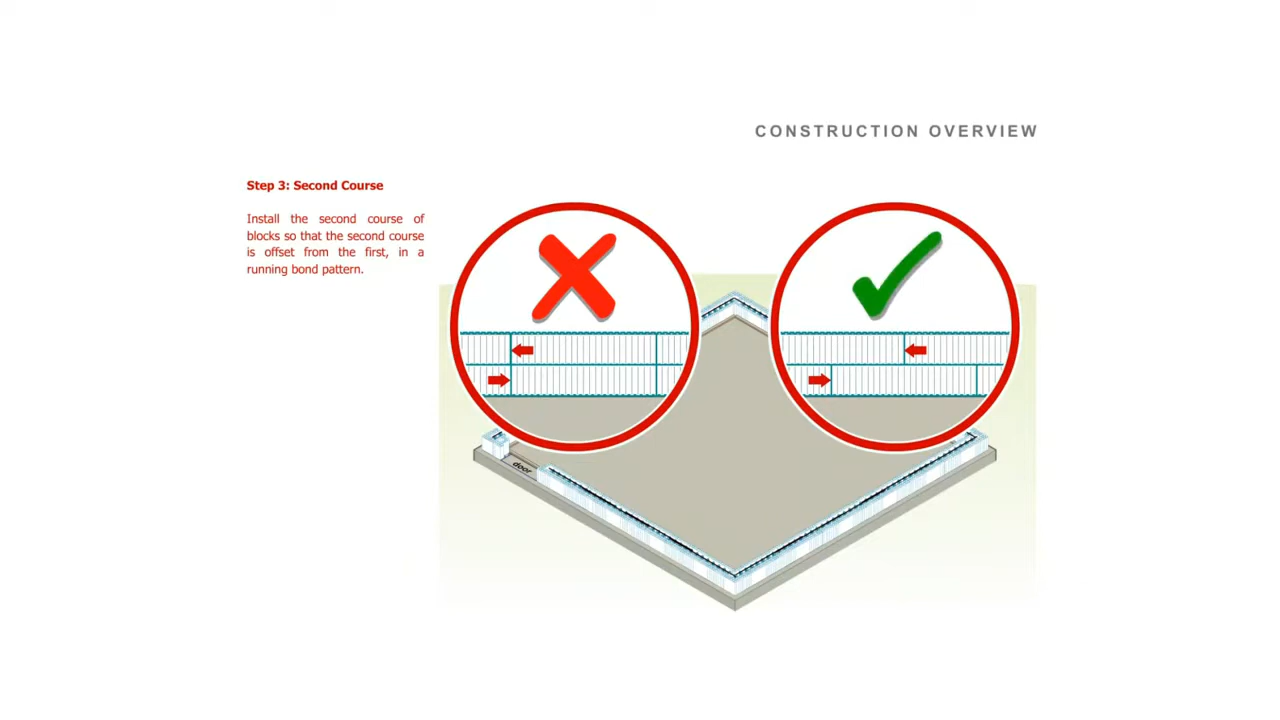 CONSTRUCTION OVERVIEW
Step 3: Second Course
Install the second course of
blocks so that the second course
is offset from the first, in a
running bond pattern.
door